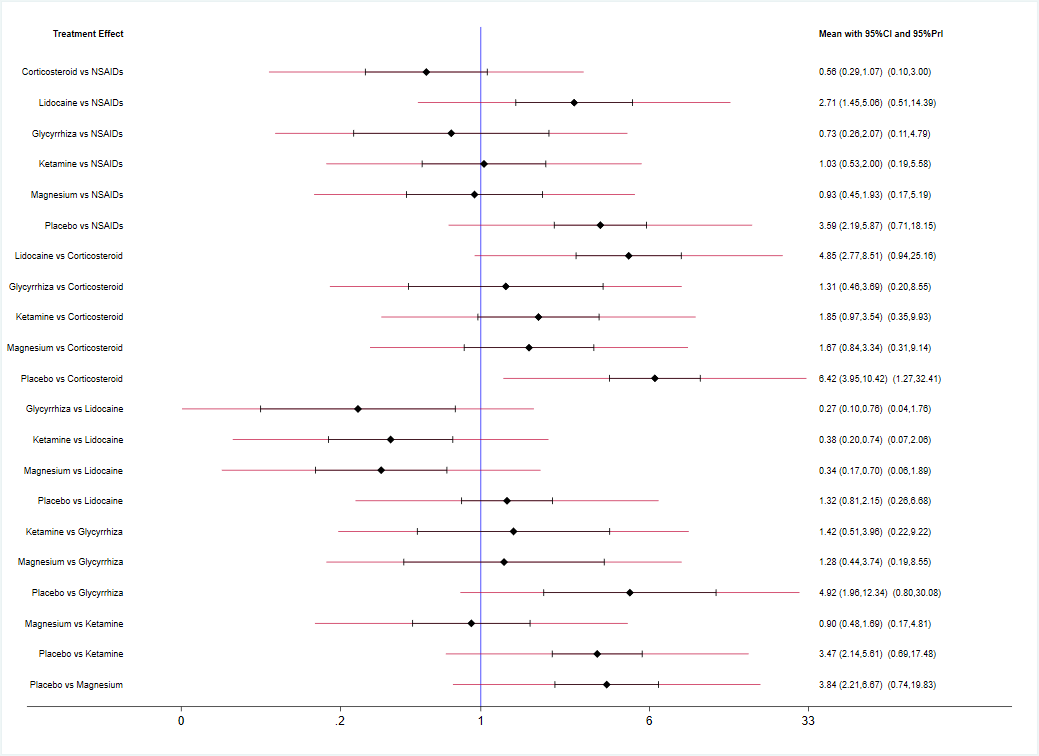 Treatment Effect Mean with 95%CI and 95%PrI
Corticosteroid vs NSAIDs 0.56 (0.29,1.07) (0.10,3.00)
Lidocaine vs NSAIDs 2.71 (1.45,5.06) (0.51,14.39)
Glycyrrhiza vs NSAIDs 0.73 (0.26,2.07) (0.11,4.79)
Ketamine vs NSAIDs 1.03 (0.53,2.00) (0.19,5.58)
Magnesium vs NSAIDs 0.93 (0.45,1.93) (0.17,5.19)
Placebo vs NSAIDs 3.59 (2.19,5.87) (0.71,18.15)
Lidocaine vs Corticosteroid 4.85 (2.77,8.51) (0.94,25.16)
Glycyrrhiza vs Corticosteroid 1.31 (0.46,3.69) (0.20,8.55)
Ketamine vs Corticosteroid 1.85 (0.97,3.54) (0.35,9.93)
Magnesium vs Corticosteroid 1.67 (0.84,3.34) (0.31,9.14)
Placebo vs Corticosteroid 6.42 (3.95,10.42) (1.27,32.41)
Glycyrrhiza vs Lidocaine 0.27 (0.10,0.76) (0.04,1.76)
Ketamine vs Lidocaine 0.38 (0.20,0.74) (0.07,2.06)
Magnesium vs Lidocaine 0.34 (0.17,0.70) (0.06,1.89)
Placebo vs Lidocaine 1.32 (0.81,2.15) (0.26,6.68)
Ketamine vs Glycyrrhiza 1.42 (0.51,3.96) (0.22,9.22)
Magnesium vs Glycyrrhiza 1.28 (0.44,3.74) (0.19,8.55)
Placebo vs Glycyrrhiza 4.92 (1.96,12.34) (0.80,30.08)
Magnesium vs Ketamine 0.90 (0.48,1.69) (0.17,4.81)
Placebo vs Ketamine 3.47 (2.14,5.61) (0.69,17.48)
Placebo vs Magnesium 3.84 (2.21,6.67) (0.74,19.83)
0 .2 1 6 33